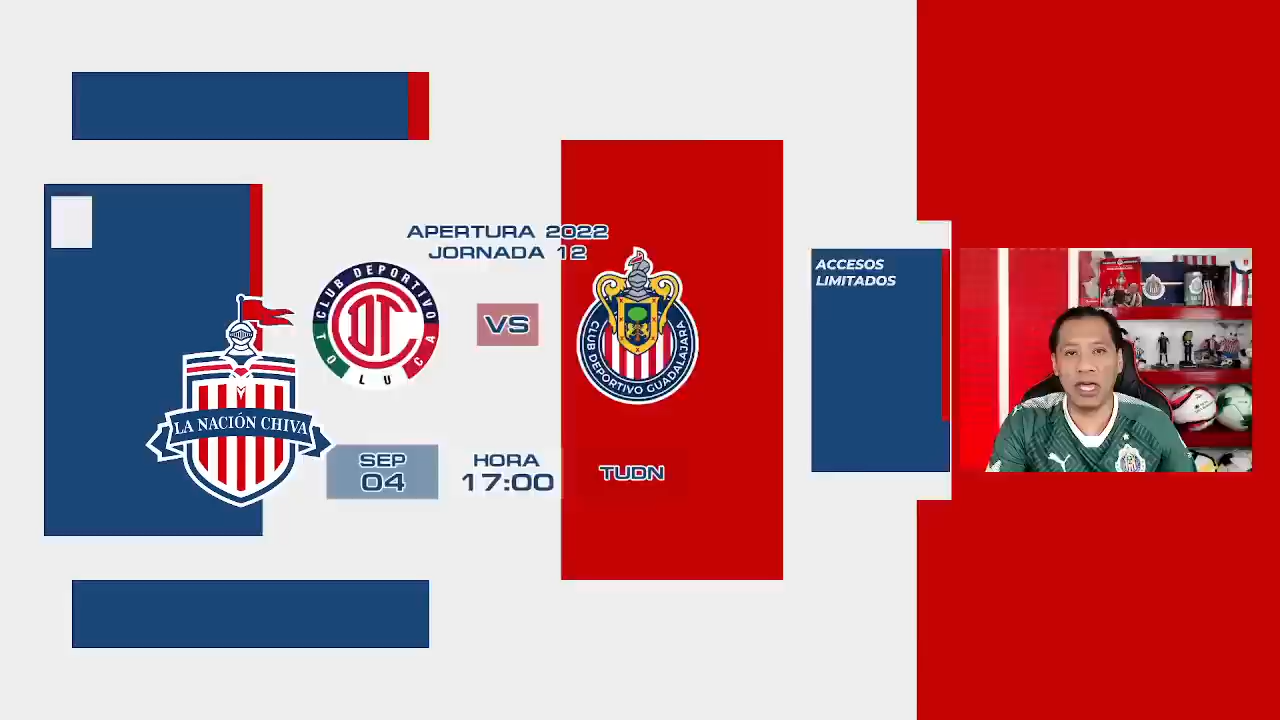 APERTURA 2022
JORNADA 12
CLUB DEPORTIVO
TOLUCA
DTC
VS
CLUB DEPORTIVO GUADALAJARA
LA NACIÓN CHIVA
SEP
04
HORA
17:00
TUDN
ACCESOS
LIMITADOS